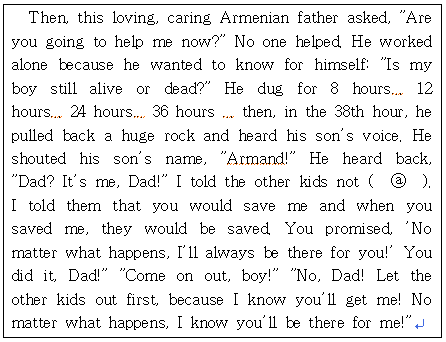 Then, this loving, caring Armenian father asked, "Are
you going to help me now?" No one helped. He worked
alone because he wanted to know for himself: "Is my
boy still alive or dead?" He dug for 8 hours... 12
hours... 24 hours... 36 hours ... then, in the 38th hour, he
pulled back a huge rock and heard his son's voice. He
shouted his son's name, "Armand!" He heard back,
"Dad? It's me, Dad!" I told the other kids not ( ⓐ ).
I told them that you would save me and when you
saved me, they would be saved. You promised, 'No
matter what happens, I'll always be there for you!' You
did it, Dad!" "Come on out, boy!" "No, Dad! Let the
other kids out first, because I know you'll get me! No
matter what happens, I know you'll be there for me!"↵